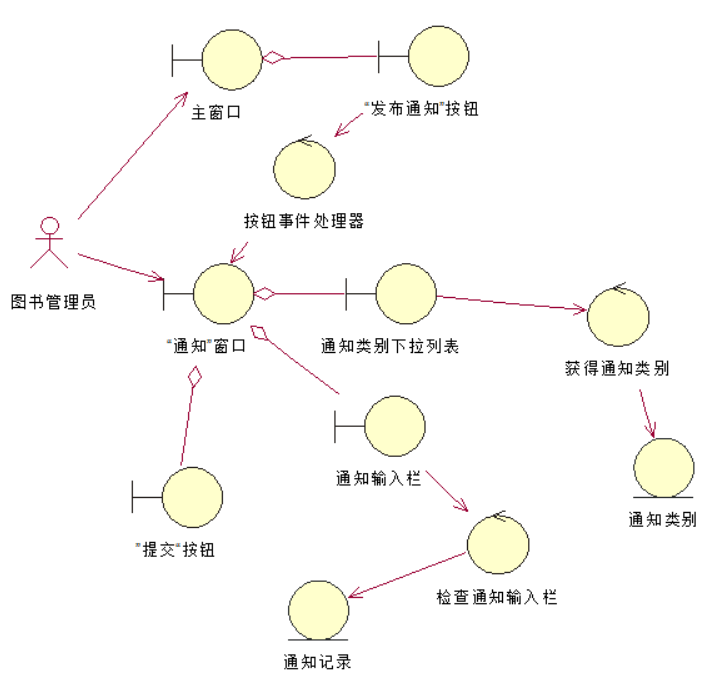 主窗口
“发布通知”按钮
按钮事件处理器
图书管理员
“通知”窗口
通知类别下拉列表
获得通知类别
通知输入栏
通知类别
”提交“按钮
检查通知输入栏
通知记录